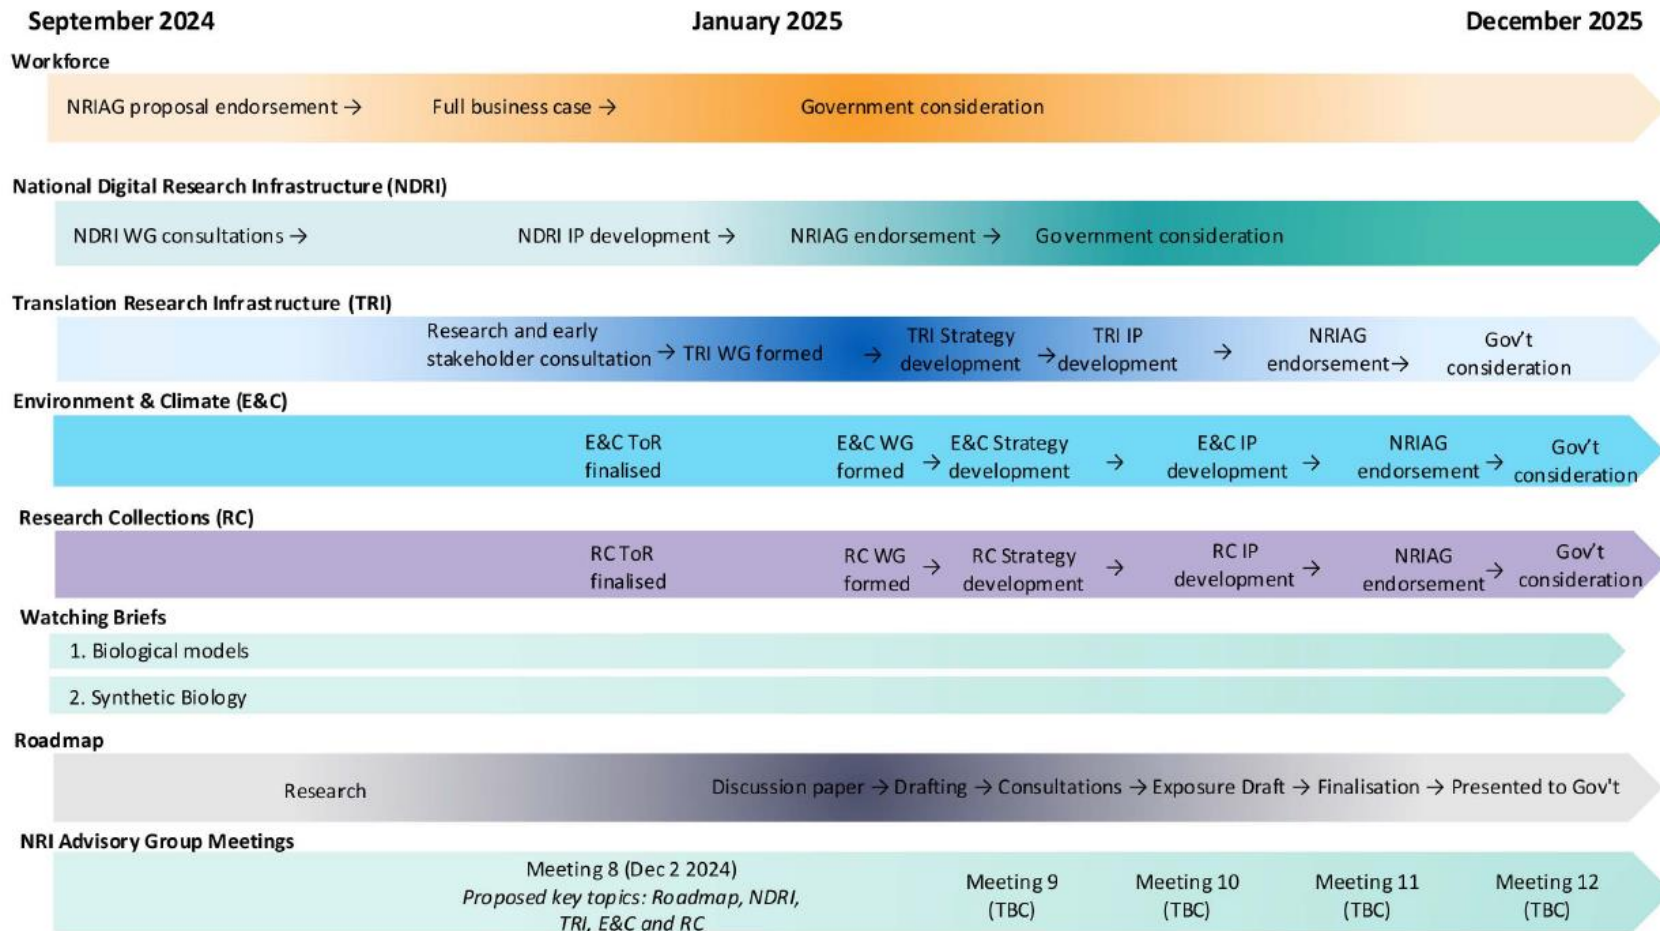 September 2024 January 2025 December 2025
Workforce
NRIAG proposal endorsement → Full business case → Government consideration
National Digital Research Infrastructure (NDRI)
NDRI WG consultations → NDRI IP development → NRIAG endorsement → Government consideration
Translation Research Infrastructure (TRI)
Research and early
stakeholder consultation → TRI WG formed → TRI Strategy
development → TRI IP
development → NRIAG
endorsement → Gov't
consideration
Environment & Climate (E&C)
E&C ToR
finalised
E&C WG
formed → E&C Strategy
development → E&C IP
development → NRIAG
endorsement → Gov't
consideration
Research Collections (RC)
RC ToR
finalised
RC WG
formed → RC Strategy
development → RC IP
development → NRIAG
endorsement → Gov't
consideration
Watching Briefs
1. Biological models
2. Synthetic Biology
Roadmap
Research Discussion paper → Drafting → Consultations → Exposure Draft → Finalisation → Presented to Gov't
NRI Advisory Group Meetings
Meeting 8 (Dec 2 2024)
Proposed key topics: Roadmap, NDRI,
TRI, E&C and RC
Meeting 9
(TBC)
Meeting 10
(TBC)
Meeting 11
(TBC)
Meeting 12
(TBC)